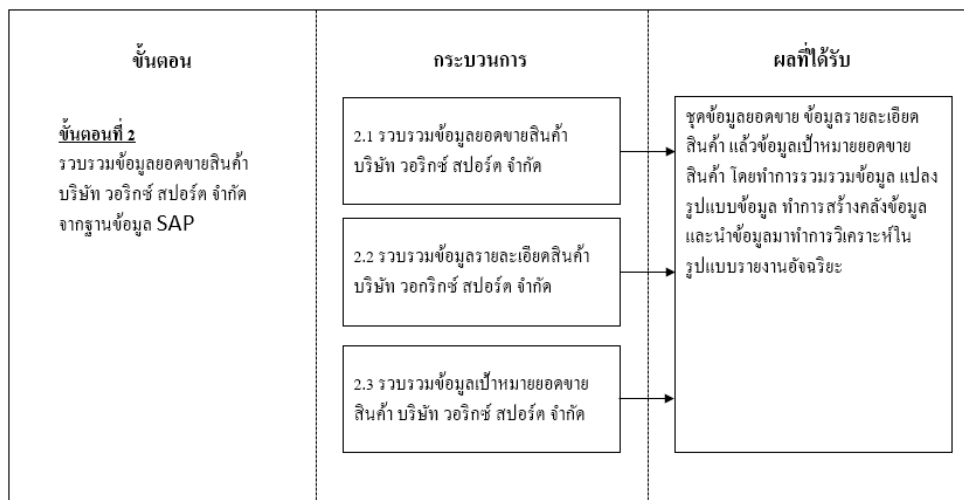 ขั้นตอน
กระบวนการ
ผลที่ได้รับ
ขั้นตอนที่ 2
รวบรวมข้อมูลยอดขายสินค้า
บริษัท วอริกซ์ สปอร์ต จำกัด
จากฐานข้อมูล SAP
2.1 รวบรวมข้อมูลยอดขายสินค้า
บริษัท วอริกซ์ สปอร์ต จำกัด
2.2 รวบรวมข้อมูลรายละเอียดสินค้า
บริษัท วอกริกซ์ สปอร์ต จำกัด
2.3 รวบรวมข้อมูลเป้าหมายยอดขาย
สินค้า บริษัท วอริกซ์ สปอร์ต จำกัด
ชุดข้อมูลยอดขาย ข้อมูลรายละเอียด
สินค้า แล้วข้อมูลเป้าหมายยอดขาย
สินค้า โดยทำการรวมรวมข้อมูล แปลง
รูปแบบข้อมูล ทำการสร้างคลังข้อมูล
และนำข้อมูลมาทำการวิเคราะห์ใน
รูปแบบรายงานอัจฉริยะ